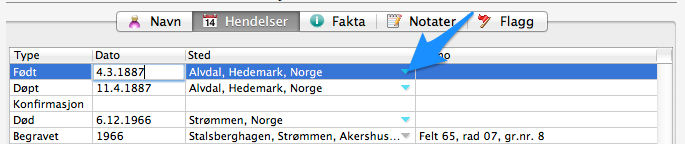 Navn Hendelser Fakta Notater Flagg
Type Dato Sted
Født 4.3.1887 Alvdal, Hedemark, Norge
Døpt 11.4.1887 Alvdal, Hedemark, Norge
Konfirmasjon
Død 6.12.1966 Strømmen, Norge
Begravet 1966 Stalsberghagen, Strømmen, Akershus... Felt 65, rad 07, gr.nr. 8